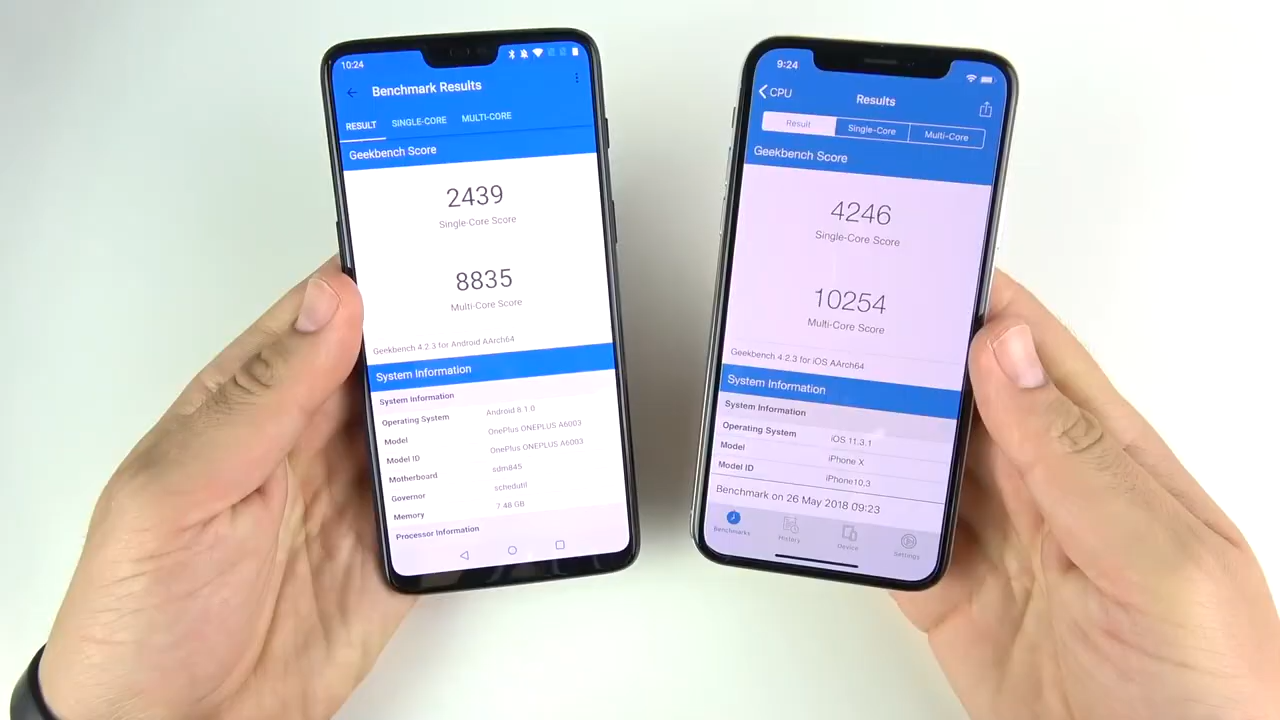 10:24
Benchmark Results
RESULT SINGLE-CORE MULTI-CORE
Geekbench Score
2439
Single-Core Score
8835
Multi-Core Score
Geekbench 4.2.3 for Android AArch64
System Information
System Information
Operating System Android 8.1.0
Model OnePlus ONEPLUS A6003
Model ID OnePlus ONEPLUS A6003
Motherboard sdm845
Governor schedutil
Memory 7.48 GB
Processor Information
9:24
CPU
Results
Result Single-Core Multi-Core
Geekbench Score
4246
Single-Core Score
10254
Multi-Core Score
Geekbench 4.2.3 for iOS AArch64
System Information
System Information
Operating System iOS 11.3.1
Model iPhone X
Model ID iPhone10,3
Benchmark on 26 May 2018 09:23
Benchmarks History Device Settings